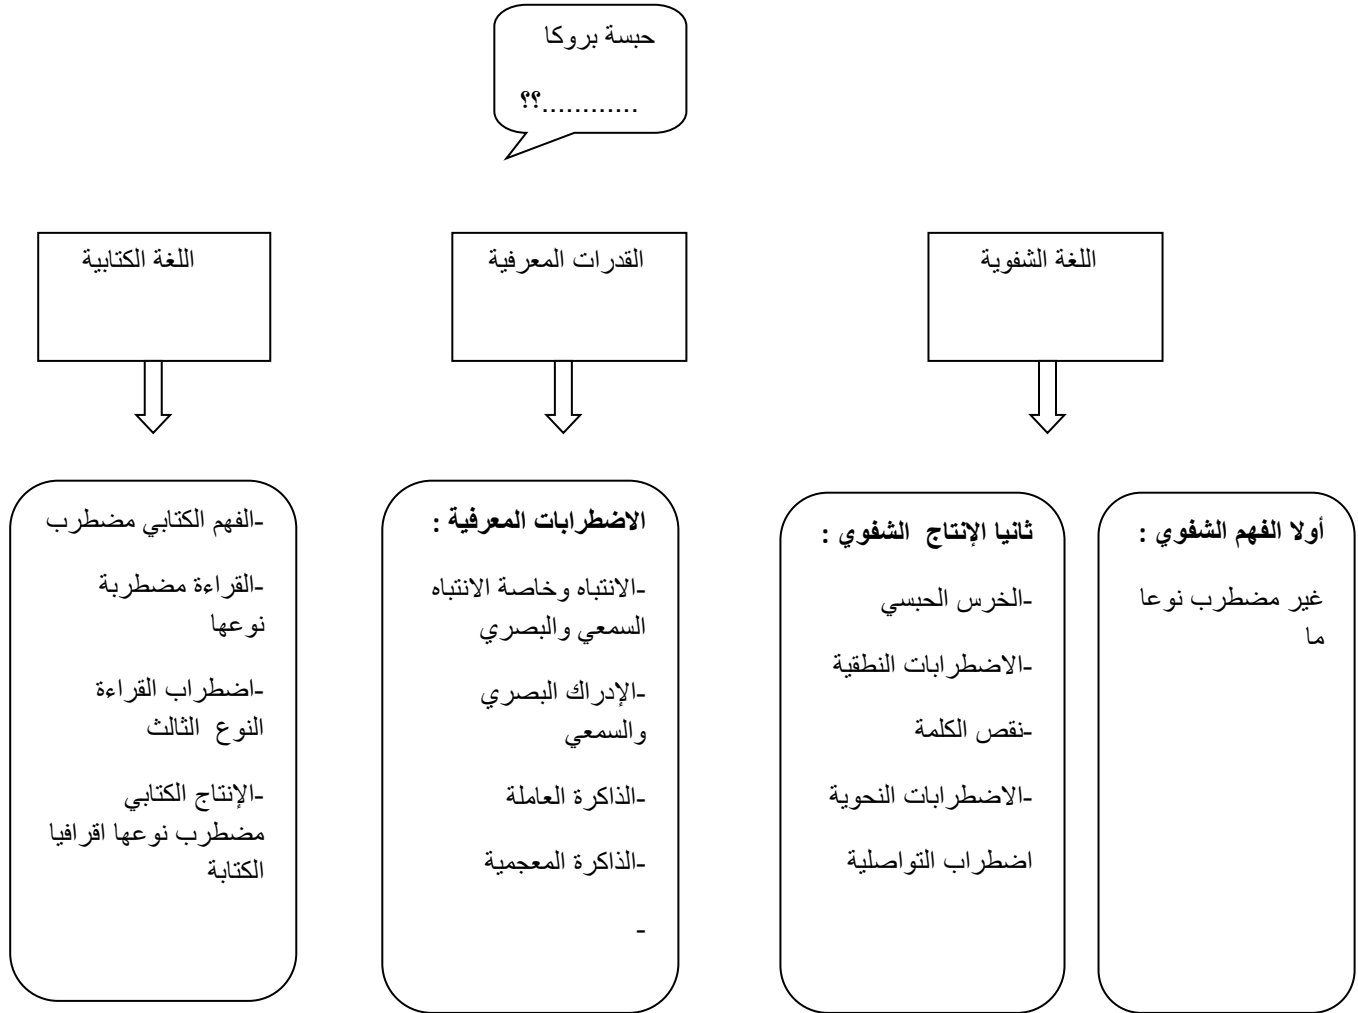 حبسة بروكا
............؟؟
اللغة الشفوية
القدرات المعرفية
اللغة الكتابية
أولا الفهم الشفوي :
غير مضطرب نوعا
ما
ثانيا الإنتاج الشفوي :
-الخرس الحبسي
-الاضطرابات النطقية
-نقص الكلمة
-الاضطرابات النحوية
اضطراب التواصلية
الاضطرابات المعرفية :
-الانتباه وخاصة الانتباه
السمعي والبصري
-الإدراك البصري
والسمعي
-الذاكرة العاملة
-الذاكرة المعجمية
-
-الفهم الكتابي مضطرب
-القراءة مضطربة
نوعها
-اضطراب القراءة
النوع الثالث
-الإنتاج الكتابي
مضطرب نوعها اقرافيا
الكتابة